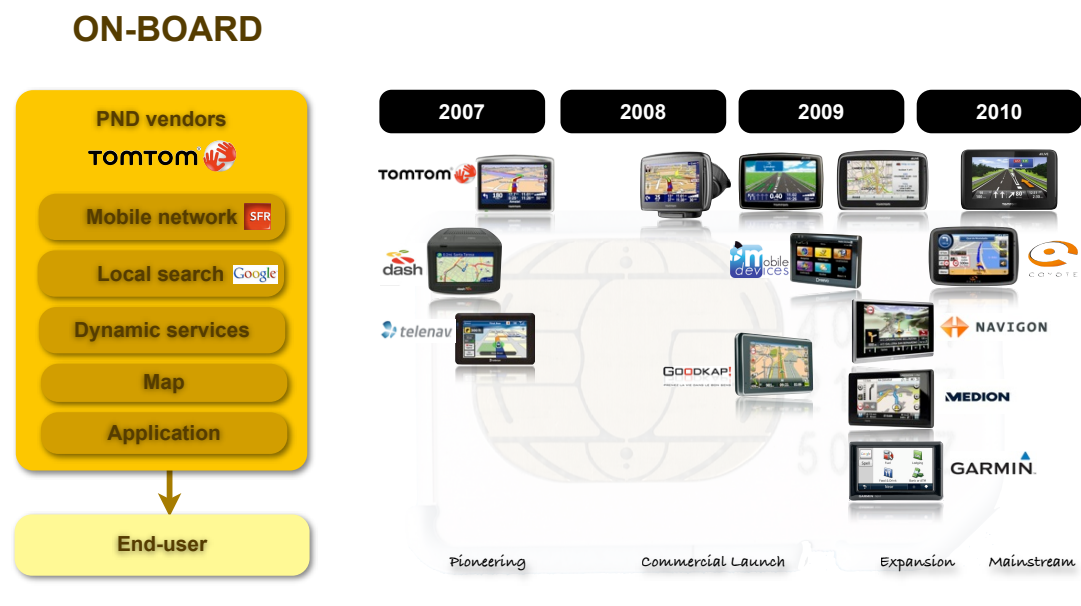 ON-BOARD
PND vendors
TOMTOM
Mobile network SFR
Local search Google
Dynamic services
Map
Application
End-user
2007 2008 2009 2010
TOMTOM
dash
mobile
devices
COYOTE
telenav
NAVIGON
GOODKAP!
MEDION
GARMIN
Pioneering Commercial Launch Expansion Mainstream